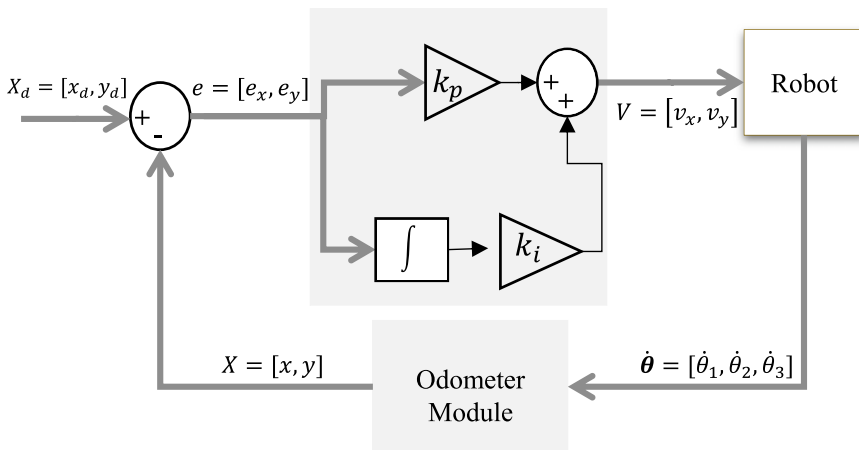 X_d = [x_d, y_d]
+
-
e = [e_x, e_y]
k_p
+
+
V = [v_x, v_y]
Robot
∫
k_i
X = [x, y]
Odometer
Module
θ̇ = [θ̇_1, θ̇_2, θ̇_3]